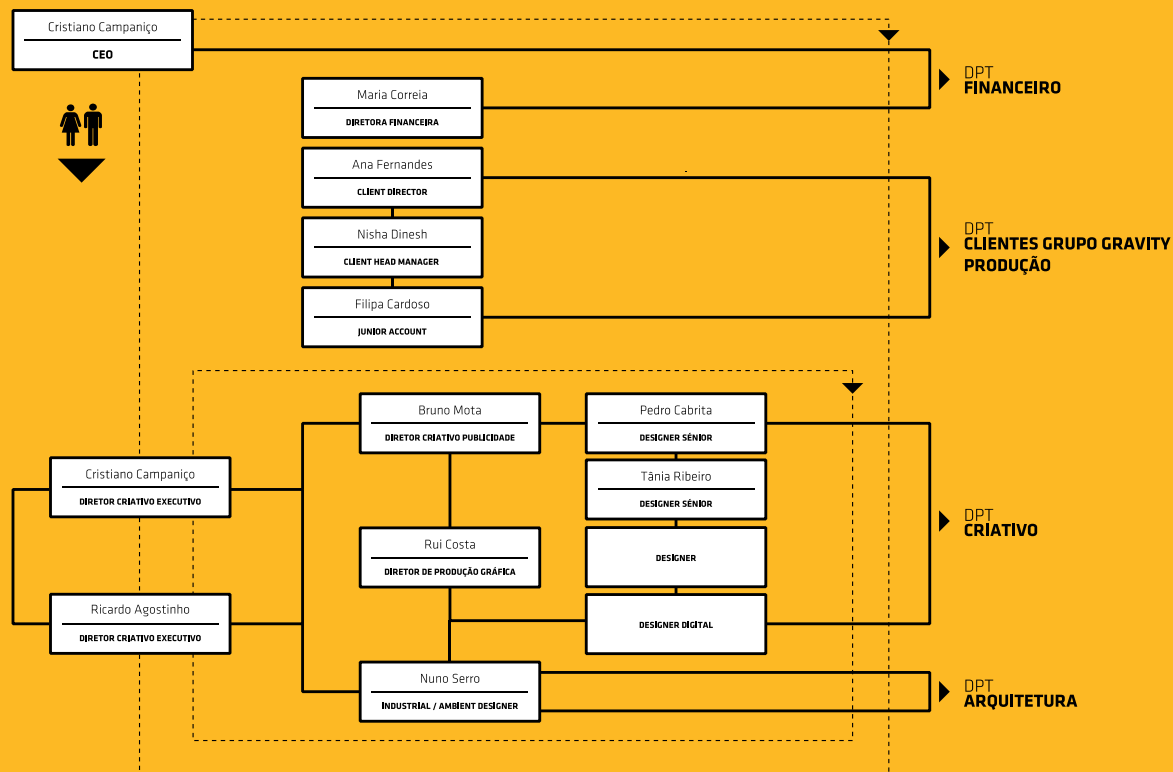 Cristiano Campaniço
CEO
DPT
FINANCEIRO
Maria Correia
DIRETORA FINANCEIRA
Ana Fernandes
CLIENT DIRECTOR
Nisha Dinesh
CLIENT HEAD MANAGER
DPT
CLIENTES GRUPO GRAVITY
PRODUÇÃO
Filipa Cardoso
JUNIOR ACCOUNT
Bruno Mota
DIRETOR CRIATIVO PUBLICIDADE
Pedro Cabrita
DESIGNER SÉNIOR
Cristiano Campaniço
DIRETOR CRIATIVO EXECUTIVO
Tânia Ribeiro
DESIGNER SÉNIOR
DPT
CRIATIVO
Rui Costa
DIRETOR DE PRODUÇÃO GRÁFICA
DESIGNER
Ricardo Agostinho
DIRETOR CRIATIVO EXECUTIVO
DESIGNER DIGITAL
Nuno Serro
INDUSTRIAL / AMBIENT DESIGNER
DPT
ARQUITETURA